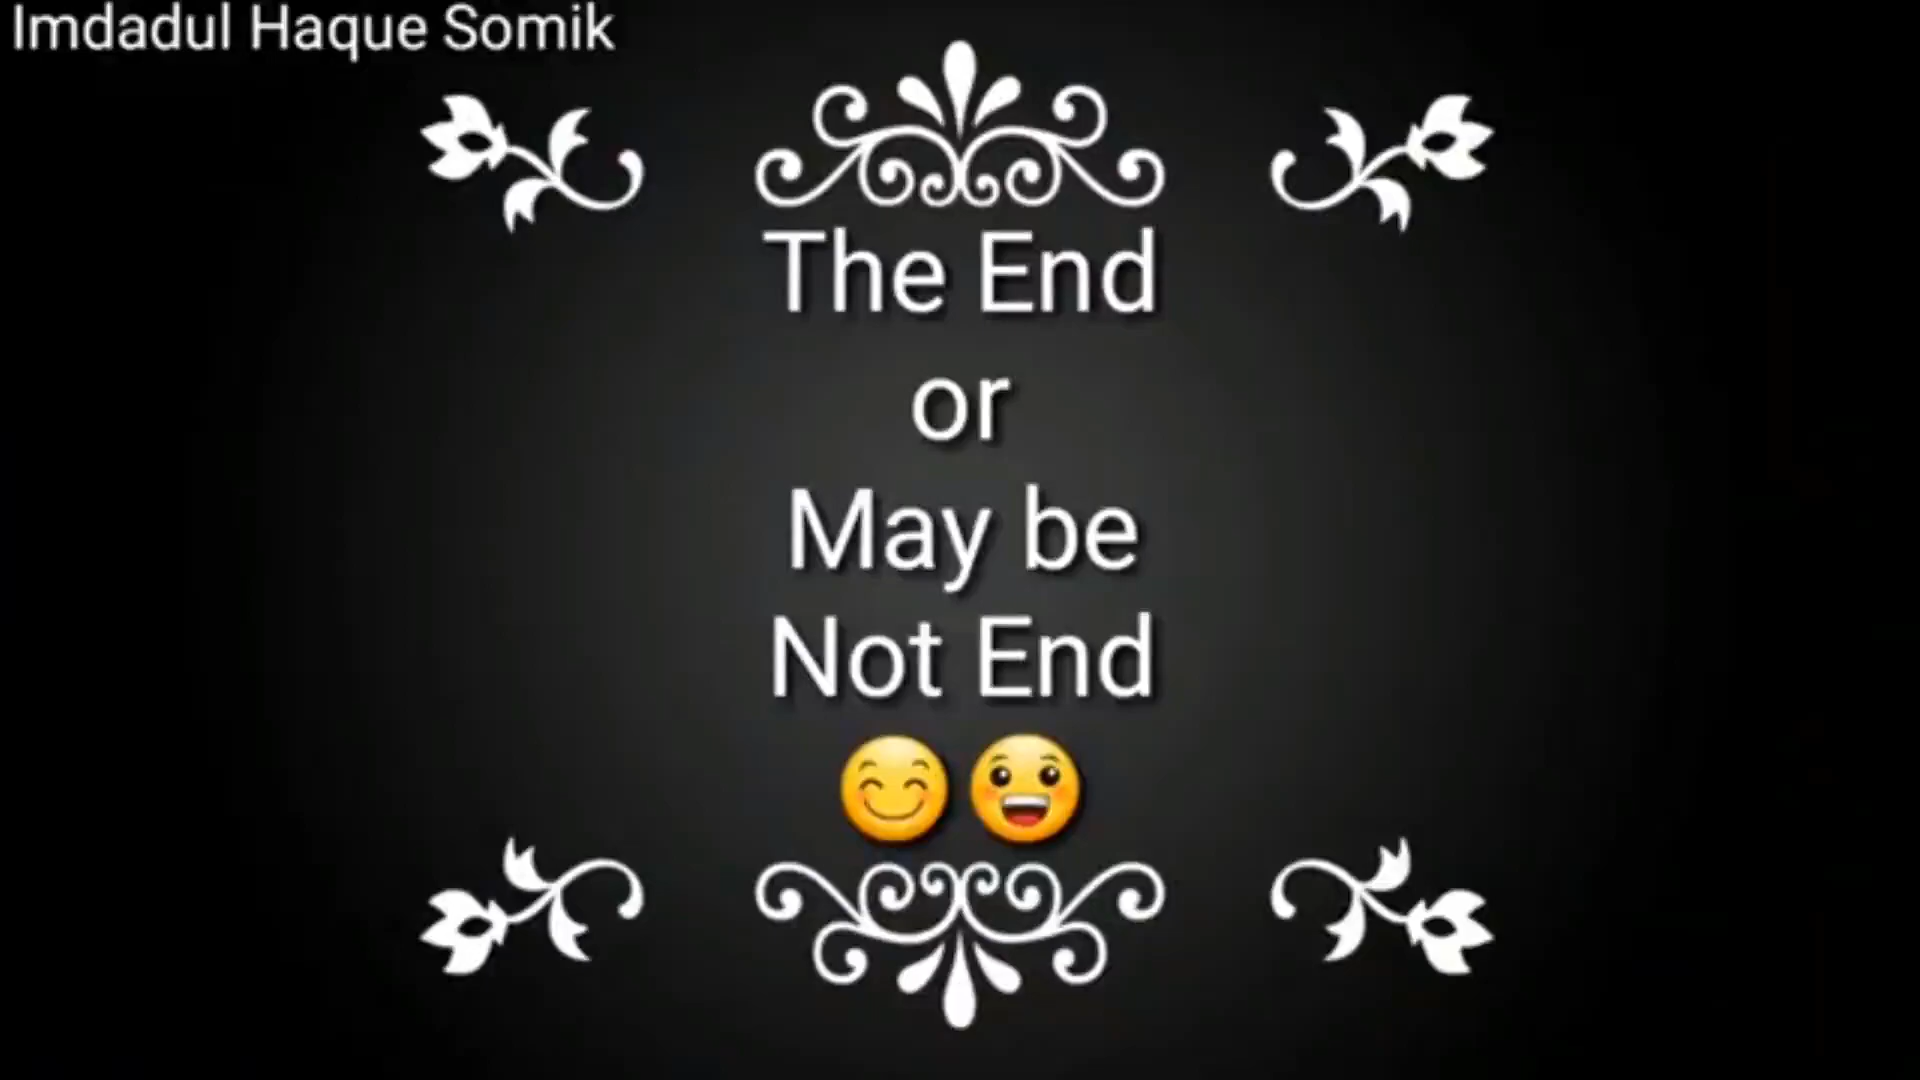 Imdadul Haque Somik
The End
or
May be
Not End
😊😀